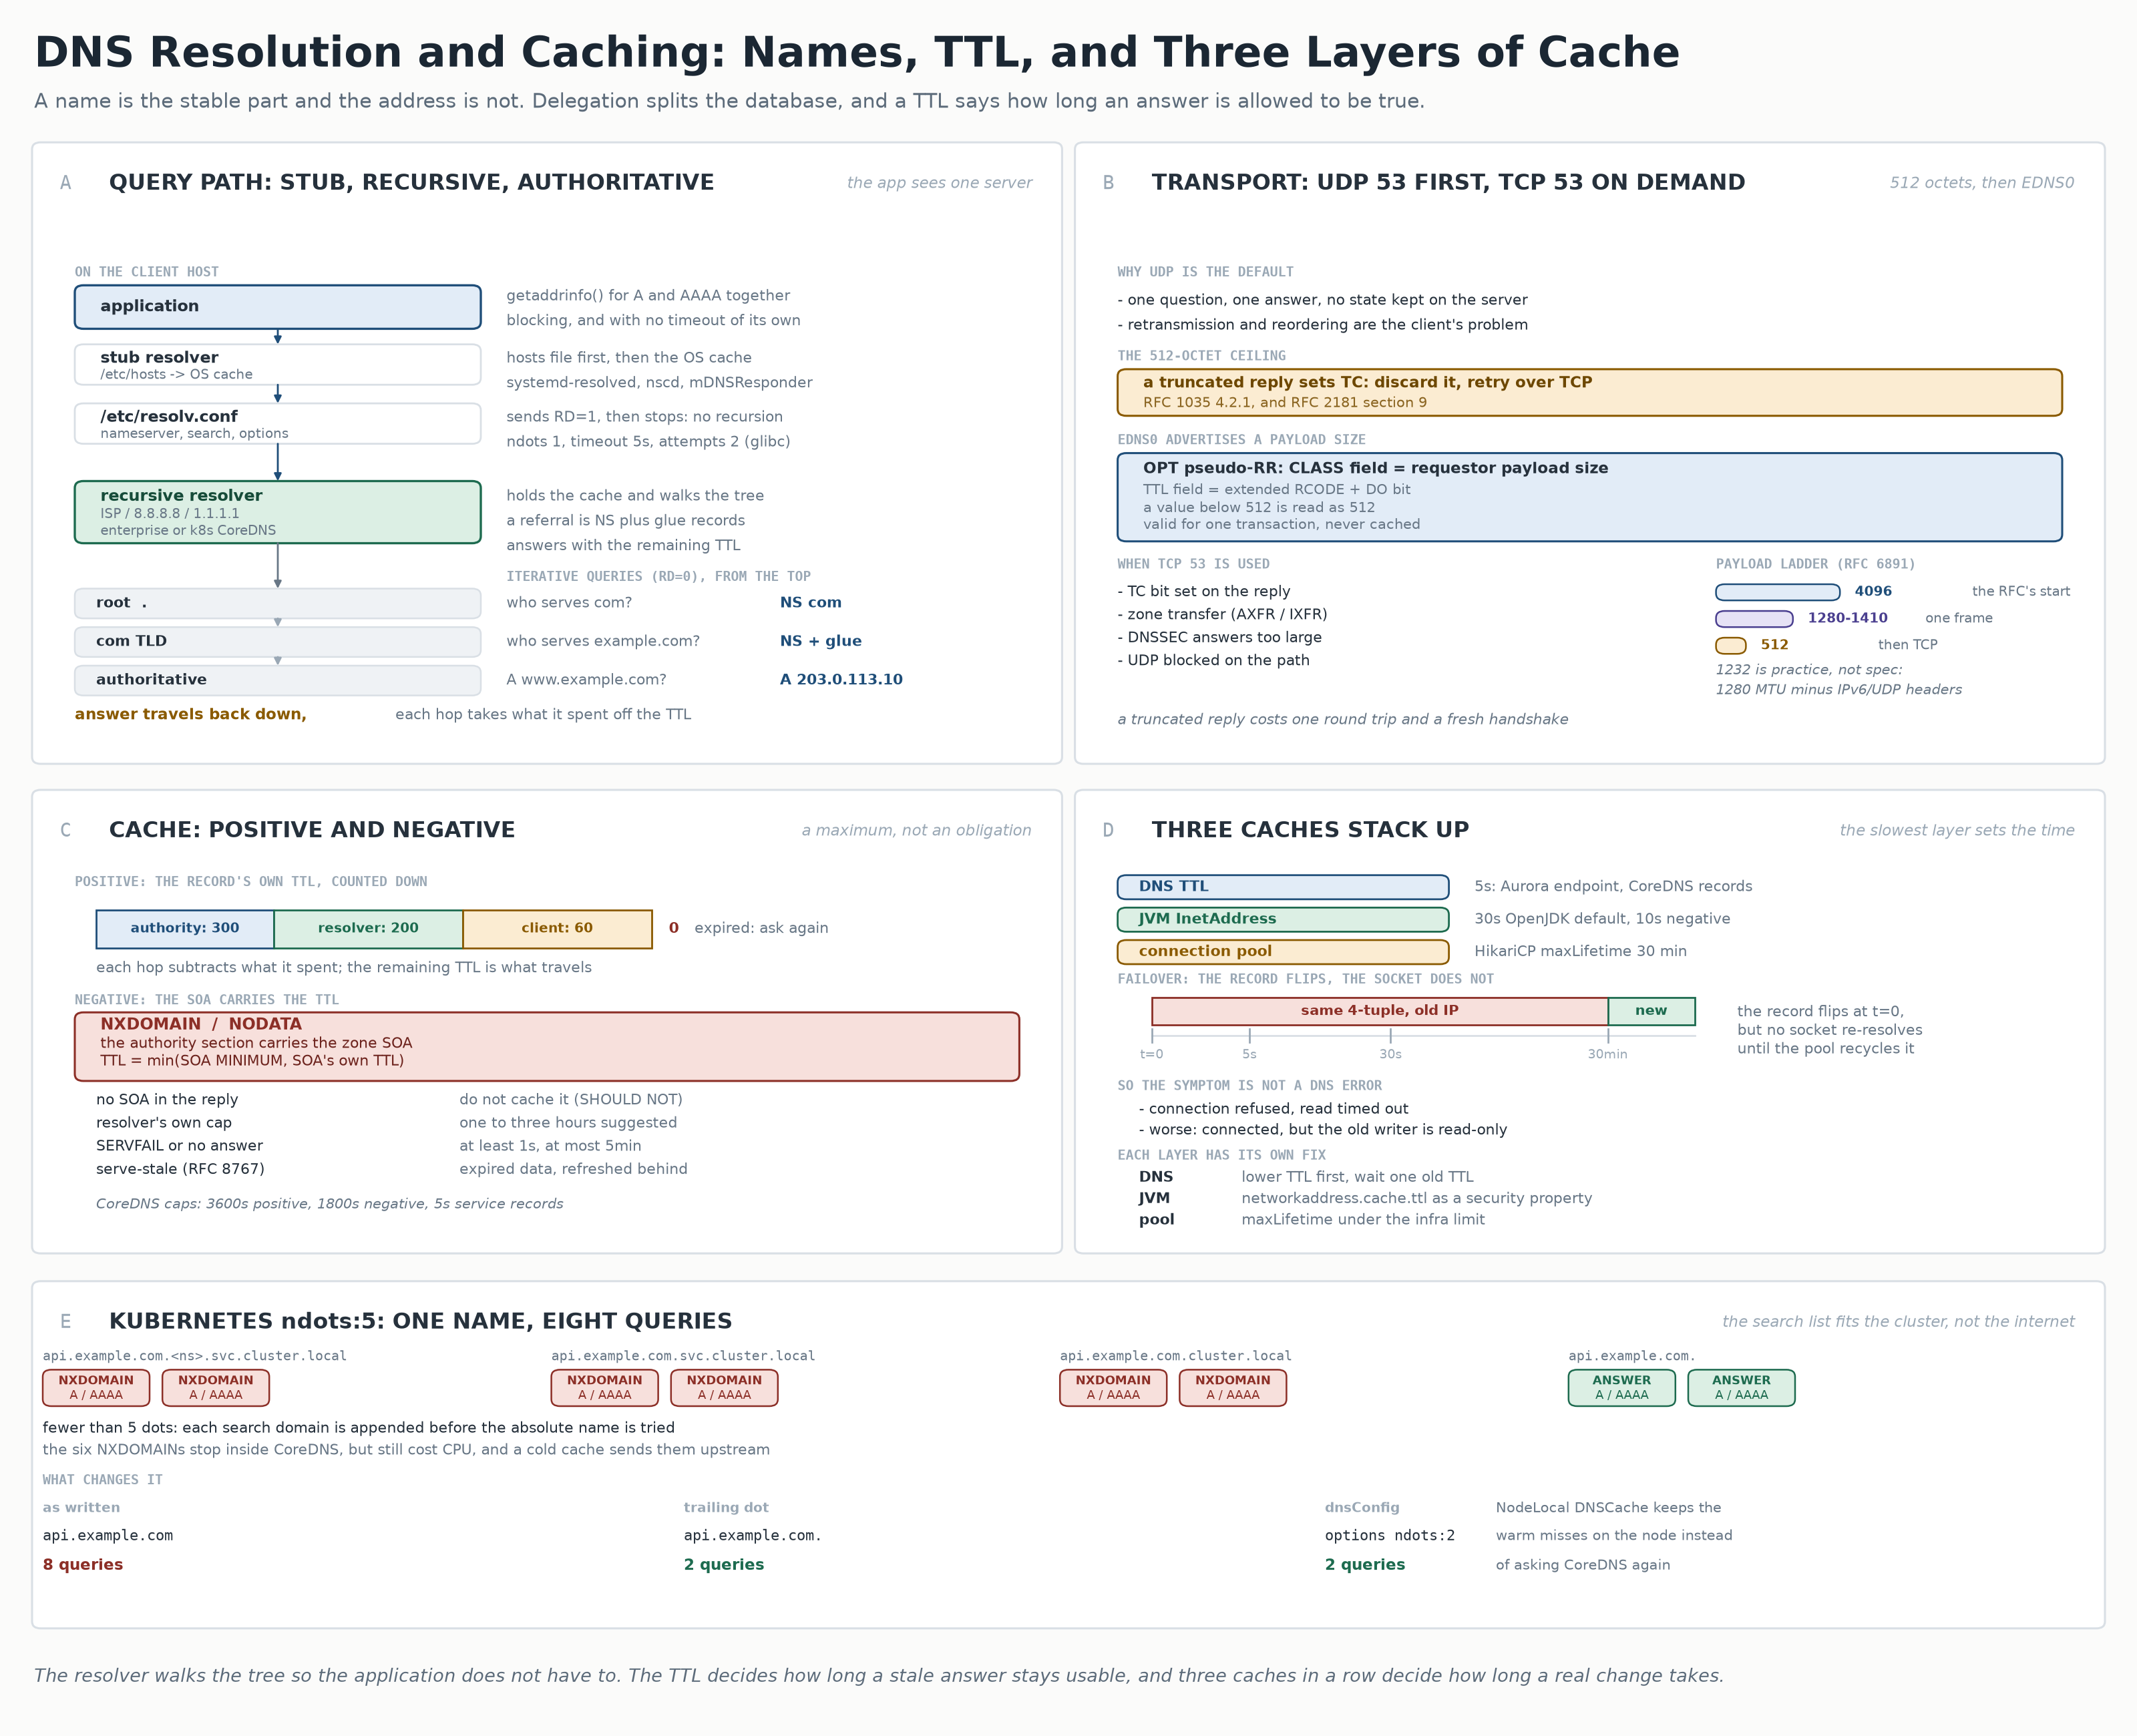 DNS Resolution and Caching: Names, TTL, and Three Layers of Cache
A name is the stable part and the address is not. Delegation splits the database, and a TTL says how long an answer is allowed to be true.
A QUERY PATH: STUB, RECURSIVE, AUTHORITATIVE the app sees one server
ON THE CLIENT HOST
application
getaddrinfo() for A and AAAA together
blocking, and with no timeout of its own
stub resolver
/etc/hosts -> OS cache
hosts file first, then the OS cache
systemd-resolved, nscd, mDNSResponder
/etc/resolv.conf
nameserver, search, options
sends RD=1, then stops: no recursion
ndots 1, timeout 5s, attempts 2 (glibc)
recursive resolver
ISP / 8.8.8.8 / 1.1.1.1
enterprise or k8s CoreDNS
holds the cache and walks the tree
a referral is NS plus glue records
answers with the remaining TTL
ITERATIVE QUERIES (RD=0), FROM THE TOP
root . who serves com? NS com
com TLD who serves example.com? NS + glue
authoritative A www.example.com? A 203.0.113.10
answer travels back down, each hop takes what it spent off the TTL
B TRANSPORT: UDP 53 FIRST, TCP 53 ON DEMAND 512 octets, then EDNS0
WHY UDP IS THE DEFAULT
- one question, one answer, no state kept on the server
- retransmission and reordering are the client's problem
THE 512-OCTET CEILING
a truncated reply sets TC: discard it, retry over TCP
RFC 1035 4.2.1, and RFC 2181 section 9
EDNS0 ADVERTISES A PAYLOAD SIZE
OPT pseudo-RR: CLASS field = requestor payload size
TTL field = extended RCODE + DO bit
a value below 512 is read as 512
valid for one transaction, never cached
WHEN TCP 53 IS USED
- TC bit set on the reply
- zone transfer (AXFR / IXFR)
- DNSSEC answers too large
- UDP blocked on the path
PAYLOAD LADDER (RFC 6891)
4096 the RFC's start
1280-1410 one frame
512 then TCP
1232 is practice, not spec:
1280 MTU minus IPv6/UDP headers
a truncated reply costs one round trip and a fresh handshake
C CACHE: POSITIVE AND NEGATIVE a maximum, not an obligation
POSITIVE: THE RECORD'S OWN TTL, COUNTED DOWN
authority: 300 resolver: 200 client: 60 0 expired: ask again
each hop subtracts what it spent; the remaining TTL is what travels
NEGATIVE: THE SOA CARRIES THE TTL
NXDOMAIN / NODATA
the authority section carries the zone SOA
TTL = min(SOA MINIMUM, SOA's own TTL)
no SOA in the reply do not cache it (SHOULD NOT)
resolver's own cap one to three hours suggested
SERVFAIL or no answer at least 1s, at most 5min
serve-stale (RFC 8767) expired data, refreshed behind
CoreDNS caps: 3600s positive, 1800s negative, 5s service records
D THREE CACHES STACK UP the slowest layer sets the time
DNS TTL 5s: Aurora endpoint, CoreDNS records
JVM InetAddress 30s OpenJDK default, 10s negative
connection pool HikariCP maxLifetime 30 min
FAILOVER: THE RECORD FLIPS, THE SOCKET DOES NOT
same 4-tuple, old IP new
t=0 5s 30s 30min
the record flips at t=0,
but no socket re-resolves
until the pool recycles it
SO THE SYMPTOM IS NOT A DNS ERROR
- connection refused, read timed out
- worse: connected, but the old writer is read-only
EACH LAYER HAS ITS OWN FIX
DNS lower TTL first, wait one old TTL
JVM networkaddress.cache.ttl as a security property
pool maxLifetime under the infra limit
E KUBERNETES ndots:5: ONE NAME, EIGHT QUERIES the search list fits the cluster, not the internet
api.example.com.<ns>.svc.cluster.local api.example.com.svc.cluster.local api.example.com.cluster.local api.example.com.
NXDOMAIN NXDOMAIN NXDOMAIN NXDOMAIN NXDOMAIN NXDOMAIN ANSWER ANSWER
A / AAAA A / AAAA A / AAAA A / AAAA A / AAAA A / AAAA A / AAAA A / AAAA
fewer than 5 dots: each search domain is appended before the absolute name is tried
the six NXDOMAINs stop inside CoreDNS, but still cost CPU, and a cold cache sends them upstream
WHAT CHANGES IT
as written trailing dot dnsConfig NodeLocal DNSCache keeps the
api.example.com api.example.com. options ndots:2 warm misses on the node instead
8 queries 2 queries 2 queries of asking CoreDNS again
The resolver walks the tree so the application does not have to. The TTL decides how long a stale answer stays usable, and three caches in a row decide how long a real change takes.